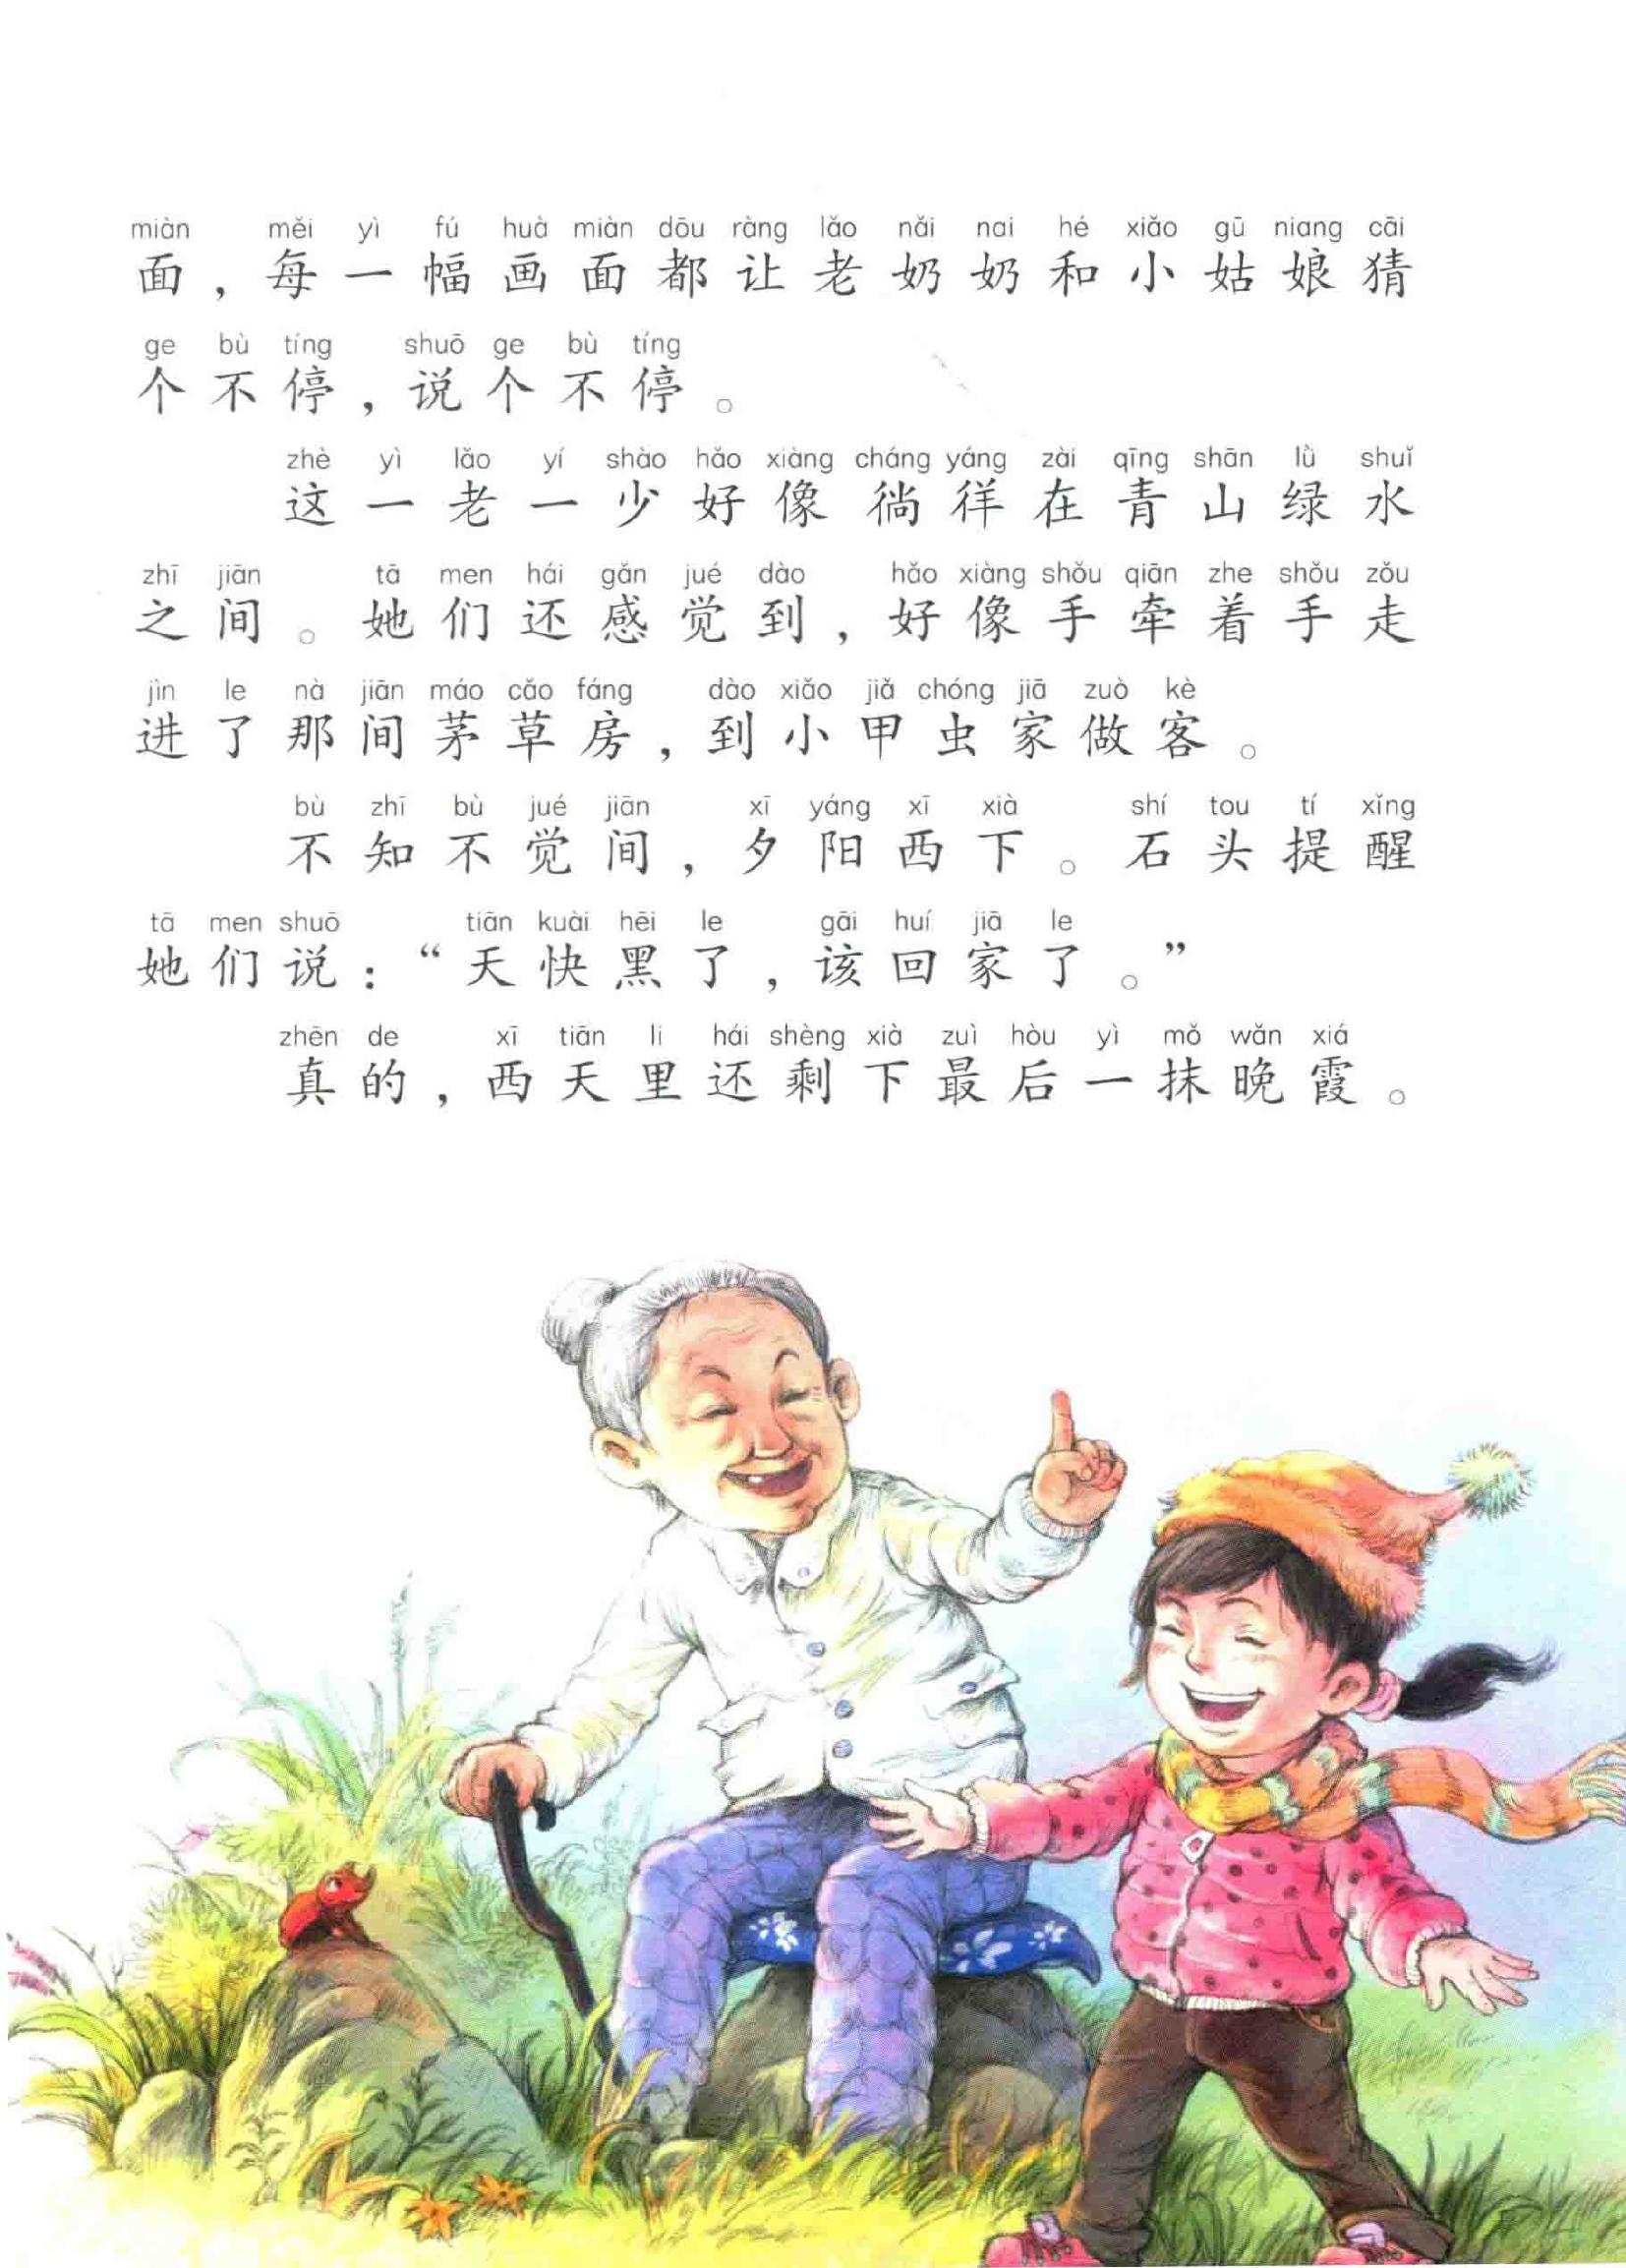 miàn měi yì fú huà miàn dōu ràng lǎo nǎi nai hé xiǎo gū niang cāi
面，每一幅画面都让老奶奶和小姑娘猜
ge bù tíng shuō ge bù tíng
个不停，说个不停。
zhè yì lǎo yí shào hǎo xiàng cháng yáng zài qīng shān lǜ shuǐ
这一老一少好像徜徉在青山绿水
zhī jiān tā men hái gǎn jué dào hǎo xiàng shǒu qiān zhe shǒu zǒu
之间。她们还感觉到，好像手牵着手走
jìn le nà jiān máo cǎo fáng dào xiǎo jiǎ chóng jiā zuò kè
进了那间茅草房，到小甲虫家做客。
bù zhī bù jué jiān xī yáng xī xià shí tou tí xǐng
不知不觉间，夕阳西下。石头提醒
tā men shuō tiān kuài hēi le gāi huí jiā le
她们说：“天快黑了，该回家了。”
zhēn de xī tiān li hái shèng xià zuì hòu yì mǒ wǎn xiá
真的，西天里还剩下最后一抹晚霞。